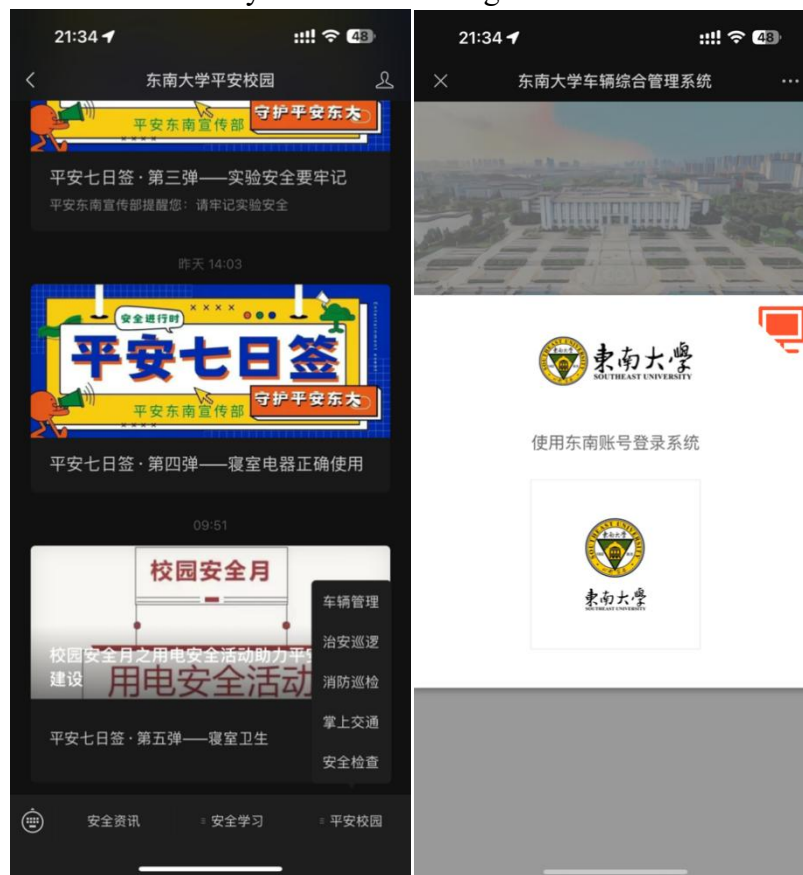 21:34
48
东南大学平安校园
平安东南宣传部
守护平安东大
平安七日签·第三弹——实验安全要牢记
平安东南宣传部提醒您：请牢记实验安全
昨天 14:03
安全进行时
平安七日签
平安东南宣传部
守护平安东大
平安七日签·第四弹——寝室电器正确使用
09:51
校园安全月
校园安全月之用电安全活动助力平安
建设
用电安全活动
平安七日签·第五弹——寝室卫生
车辆管理
治安巡逻
消防巡检
掌上交通
安全检查
安全资讯
安全学习
平安校园
21:34
48
东南大学车辆综合管理系统
東南大學
SOUTHEAST UNIVERSITY
使用东南账号登录系统
東南大學
SOUTHEAST UNIVERSITY